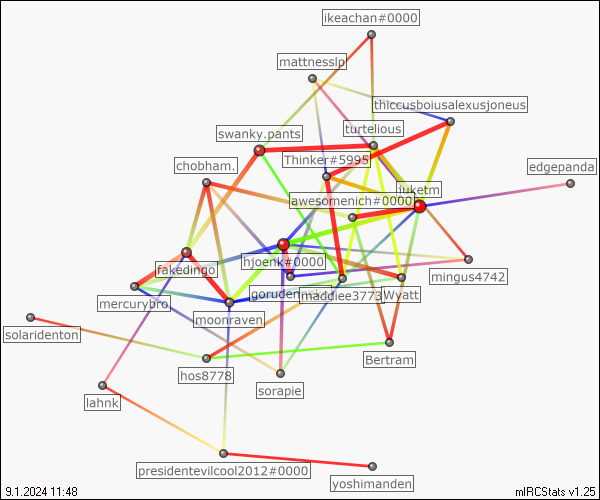 ikeachan#0000
mattnesslp
thiccusboiusalexusjoneus
turtelious
swanky.pants
Thinker#5995
chobham.
edgepanda
luketm
awesomenich#0000
hjoenk#0000
fakedingo
mingus4742
maddiee3773
Wyatt
mercurybro
moonraven
solaridenton
Bertram
hos8778
sorapie
lahnk
presidentevilcool2012#0000
yoshimanden
9.1.2024 11:48
mIRCStats v1.25